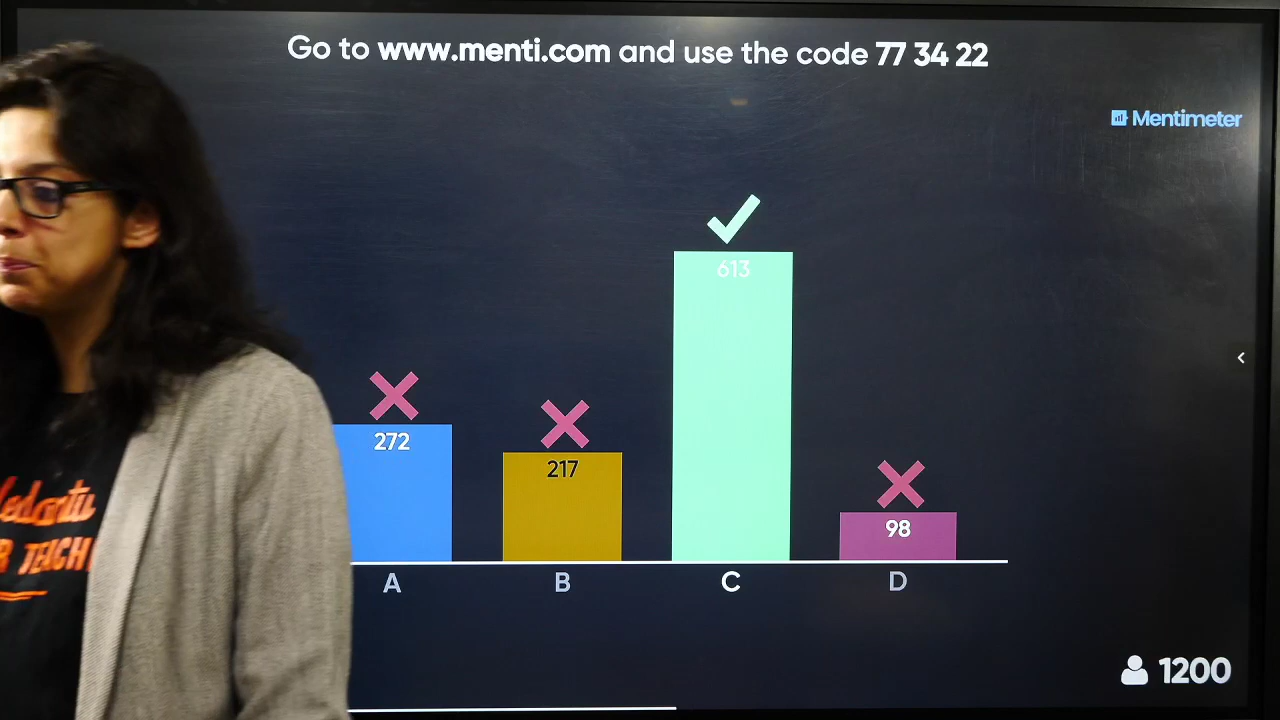 Go to www.menti.com and use the code 77 34 22
Mentimeter
613
272
217
98
A B C D
1200